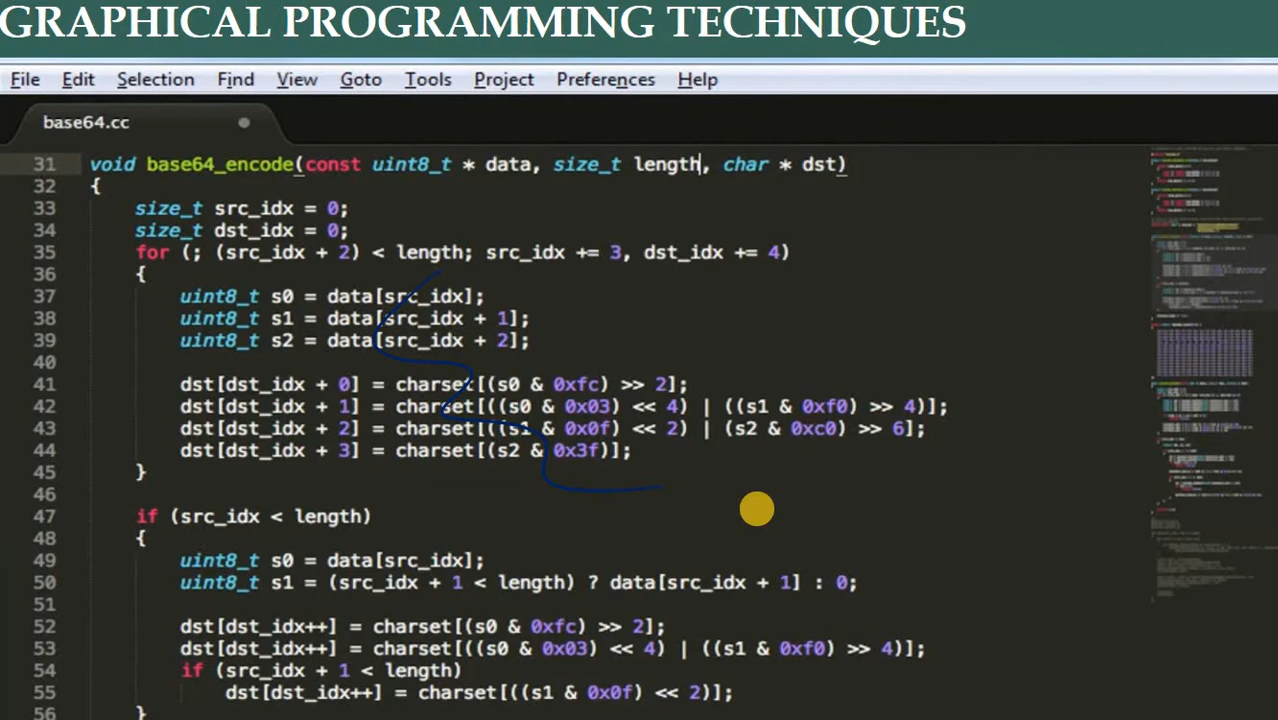 GRAPHICAL PROGRAMMING TECHNIQUES
File Edit Selection Find View Goto Tools Project Preferences Help
base64.cc
31 void base64_encode(const uint8_t * data, size_t length, char * dst)
32 {
33 size_t src_idx = 0;
34 size_t dst_idx = 0;
35 for (; (src_idx + 2) < length; src_idx += 3, dst_idx += 4)
36 {
37 uint8_t s0 = data[src_idx];
38 uint8_t s1 = data[src_idx + 1];
39 uint8_t s2 = data[src_idx + 2];
40
41 dst[dst_idx + 0] = charset[(s0 & 0xfc) >> 2];
42 dst[dst_idx + 1] = charset[((s0 & 0x03) << 4) | ((s1 & 0xf0) >> 4)];
43 dst[dst_idx + 2] = charset[((s1 & 0x0f) << 2) | (s2 & 0xc0) >> 6];
44 dst[dst_idx + 3] = charset[(s2 & 0x3f)];
45 }
46
47 if (src_idx < length)
48 {
49 uint8_t s0 = data[src_idx];
50 uint8_t s1 = (src_idx + 1 < length) ? data[src_idx + 1] : 0;
51
52 dst[dst_idx++] = charset[(s0 & 0xfc) >> 2];
53 dst[dst_idx++] = charset[((s0 & 0x03) << 4) | ((s1 & 0xf0) >> 4)];
54 if (src_idx + 1 < length)
55 dst[dst_idx++] = charset[((s1 & 0x0f) << 2)];
56 }